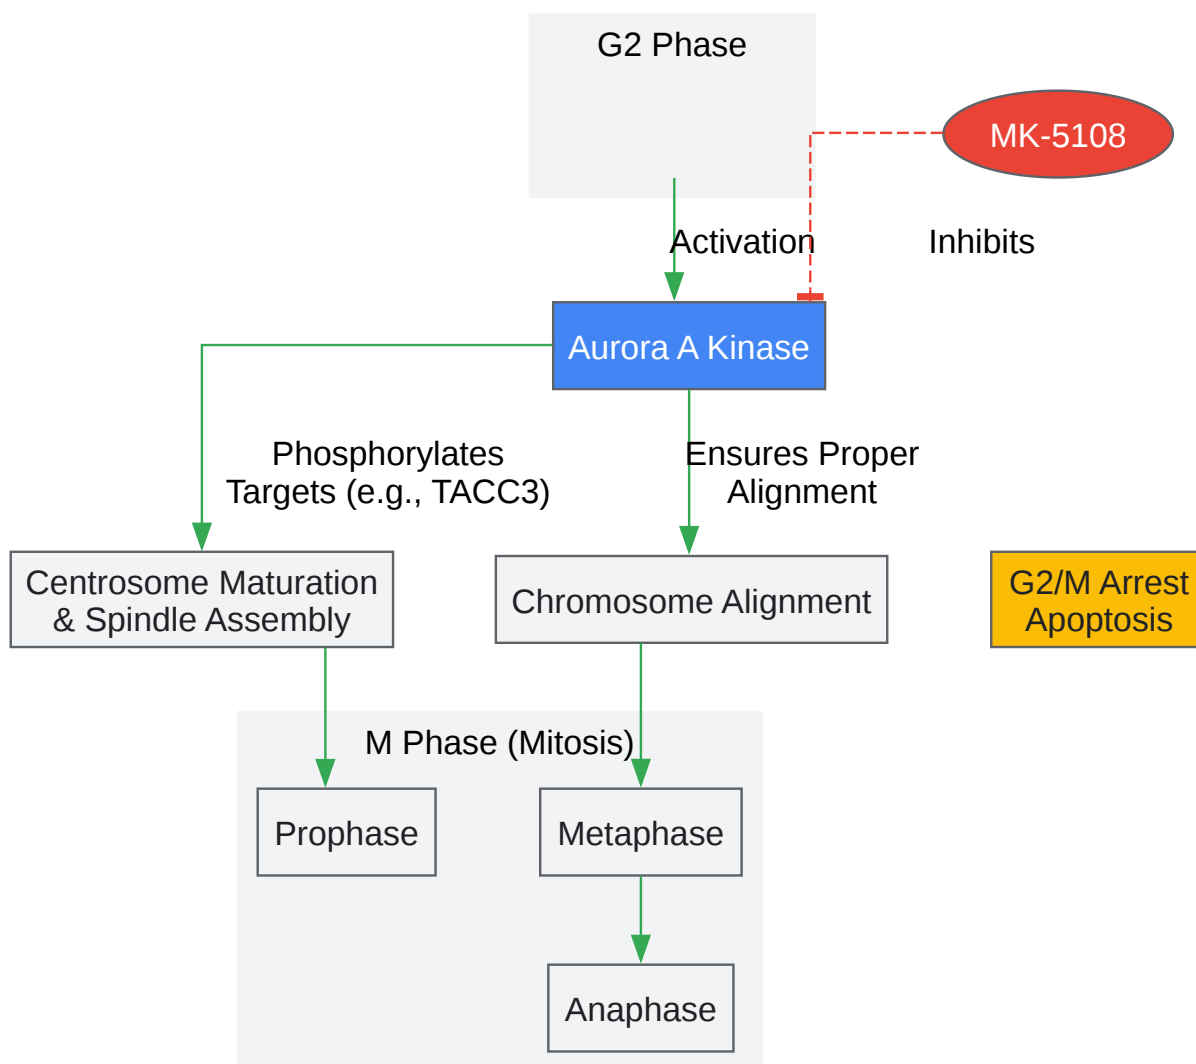 G2 Phase
MK-5108
Activation
Inhibits
Aurora A Kinase
Phosphorylates
Targets (e.g., TACC3)
Ensures Proper
Alignment
Centrosome Maturation
& Spindle Assembly
Chromosome Alignment
G2/M Arrest
Apoptosis
M Phase (Mitosis)
Prophase
Metaphase
Anaphase